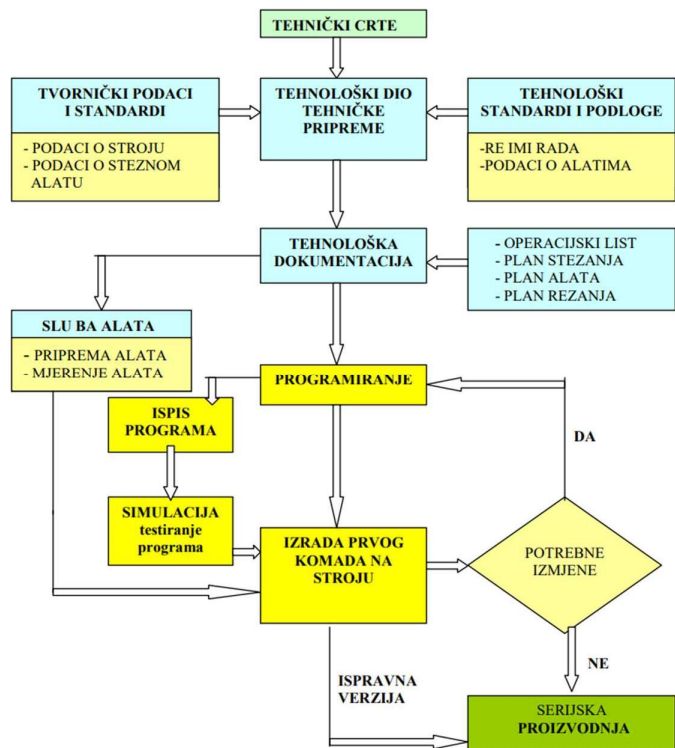 TEHNIČKI CRTE
TVORNIČKI PODACI
I STANDARDI
- PODACI O STROJU
- PODACI O STEZNOM
ALATU
TEHNOLOŠKI DIO
TEHNIČKE
PRIPREME
TEHNOLOŠKI
STANDARDI I PODLOGE
-RE IMI RADA
-PODACI O ALATIMA
TEHNOLOŠKA
DOKUMENTACIJA
- OPERACIJSKI LIST
- PLAN STEZANJA
- PLAN ALATA
- PLAN REZANJA
SLU BA ALATA
- PRIPREMA ALATA
- MJERENJE ALATA
PROGRAMIRANJE
ISPIS
PROGRAMA
DA
SIMULACIJA
testiranje
programa
IZRADA PRVOG
KOMADA NA
STROJU
POTREBNE
IZMJENE
NE
ISPRAVNA
VERZIJA
SERIJSKA
PROIZVODNJA